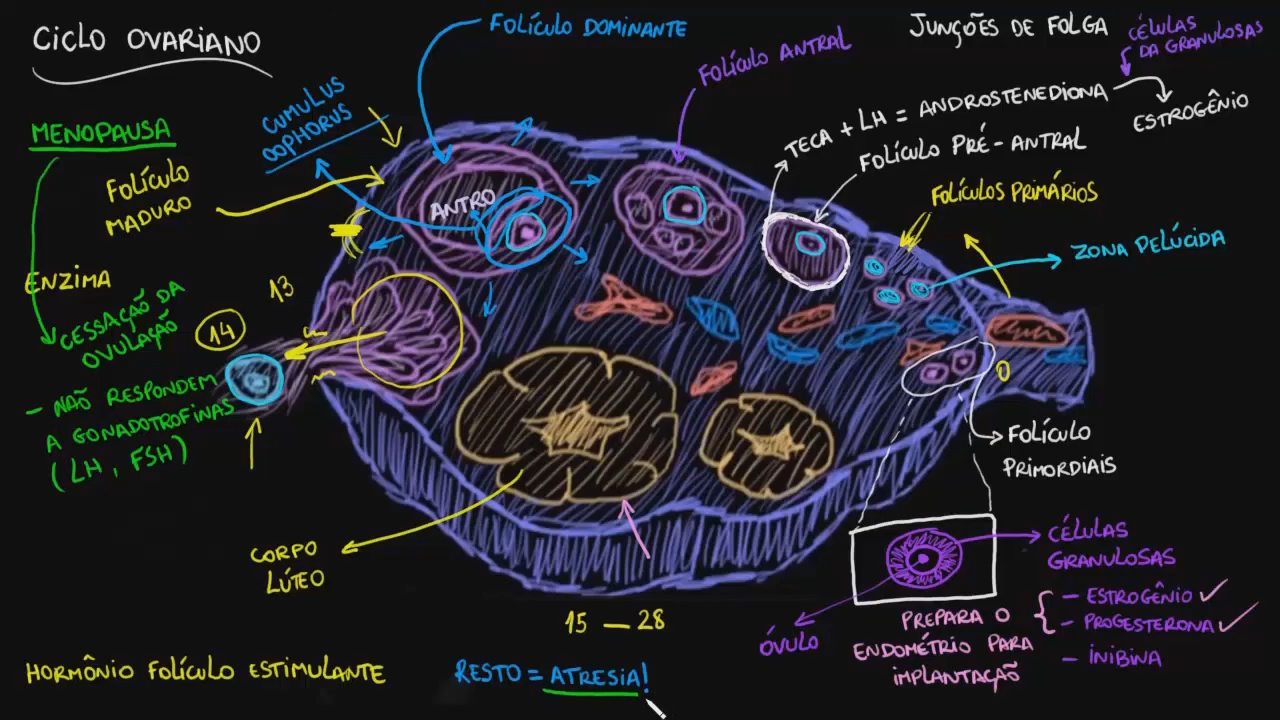 CICLO OVARIANO
MENOPAUSA
FOLÍCULO
MADURO
ENZIMA
CESSAÇÃO DA
OVULAÇÃO
- NÃO RESPONDEM
A GONADOTROFINAS
(LH, FSH)
13
14
CUMULUS
OOPHORUS
FOLÍCULO DOMINANTE
ANTRO
FOLÍCULO ANTRAL
JUNÇÕES DE FOLGA
CÉLULAS
DA GRANULOSAS
TECA + LH = ANDROSTENEDIONA
ESTROGÊNIO
FOLÍCULO PRÉ-ANTRAL
FOLÍCULOS PRIMÁRIOS
ZONA PELÚCIDA
0
FOLÍCULO
PRIMORDIAIS
CORPO
LÚTEO
15 — 28
CÉLULAS
GRANULOSAS
- ESTROGÊNIO ✓
- PROGESTERONA ✓
- INIBINA
ÓVULO
PREPARA O
ENDOMÉTRIO PARA
IMPLANTAÇÃO
HORMÔNIO FOLÍCULO ESTIMULANTE
RESTO = ATRESIA!